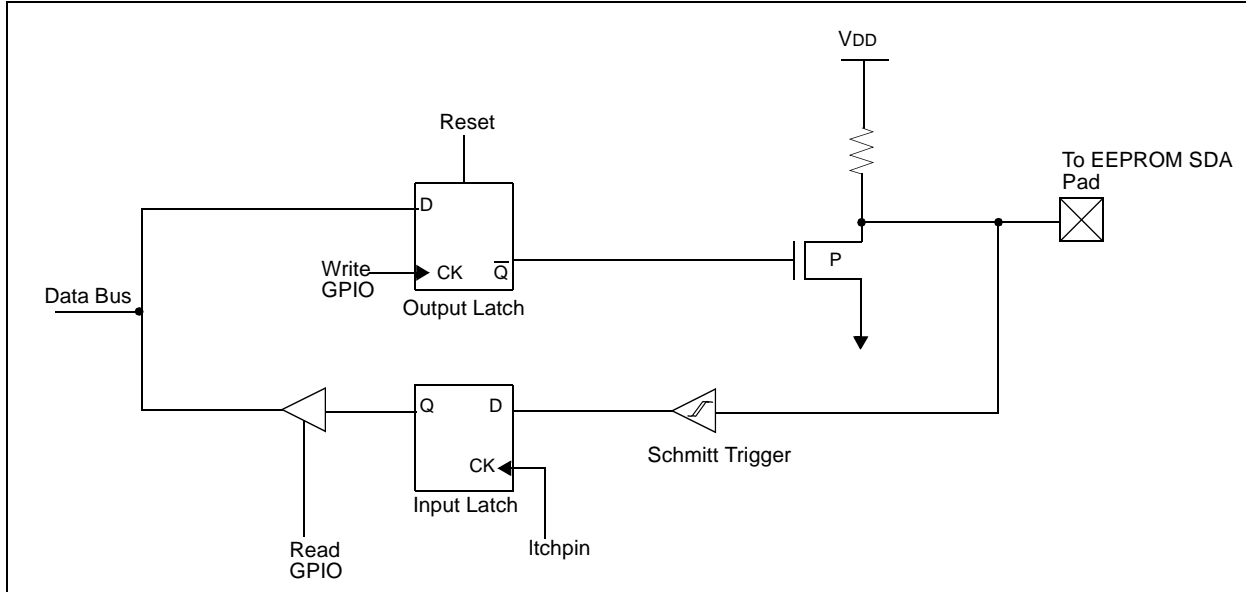 VDD
Reset
To EEPROM SDA
Pad
D
P
Write
GPIO
CK
Q
Data Bus
Output Latch
Q
D
Schmitt Trigger
CK
Input Latch
ltchpin
Read
GPIO